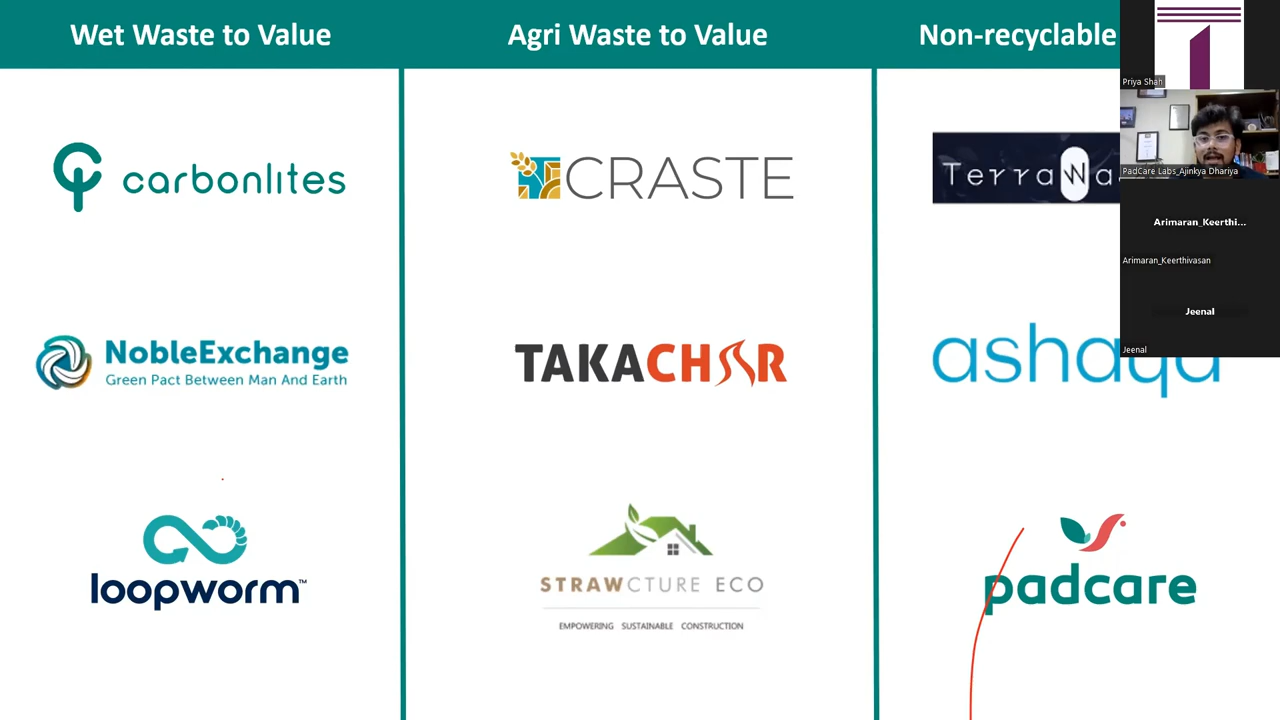 Wet Waste to Value
Agri Waste to Value
Non-recyclable
carbonlites
CRASTE
NobleExchange
Green Pact Between Man And Earth
TAKACHAR
ashaya
loopworm™
STRAWCTURE ECO
EMPOWERING SUSTAINABLE CONSTRUCTION
padcare
Priya Shah
PadCare Labs_Ajinkya Dhariya
Arimaran_Keerthi...
Arimaran_Keerthivasan
Jeenal
Jeenal